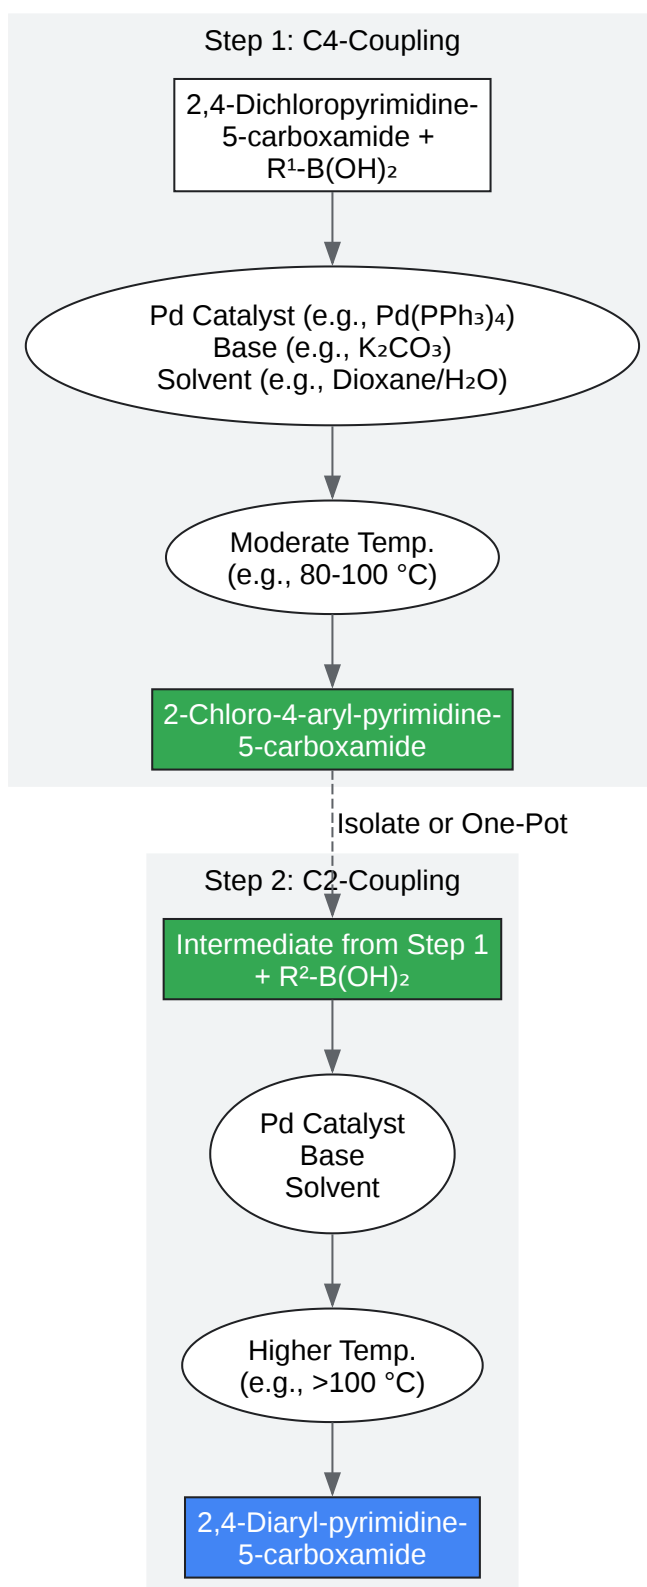 Step 1: C4-Coupling
2,4-Dichloropyrimidine-
5-carboxamide +
R¹-B(OH)₂
Pd Catalyst (e.g., Pd(PPh₃)₄)
Base (e.g., K₂CO₃)
Solvent (e.g., Dioxane/H₂O)
Moderate Temp.
(e.g., 80-100 °C)
2-Chloro-4-aryl-pyrimidine-
5-carboxamide
Isolate or One-Pot
Step 2: C2-Coupling
Intermediate from Step 1
+ R²-B(OH)₂
Pd Catalyst
Base
Solvent
Higher Temp.
(e.g., >100 °C)
2,4-Diaryl-pyrimidine-
5-carboxamide